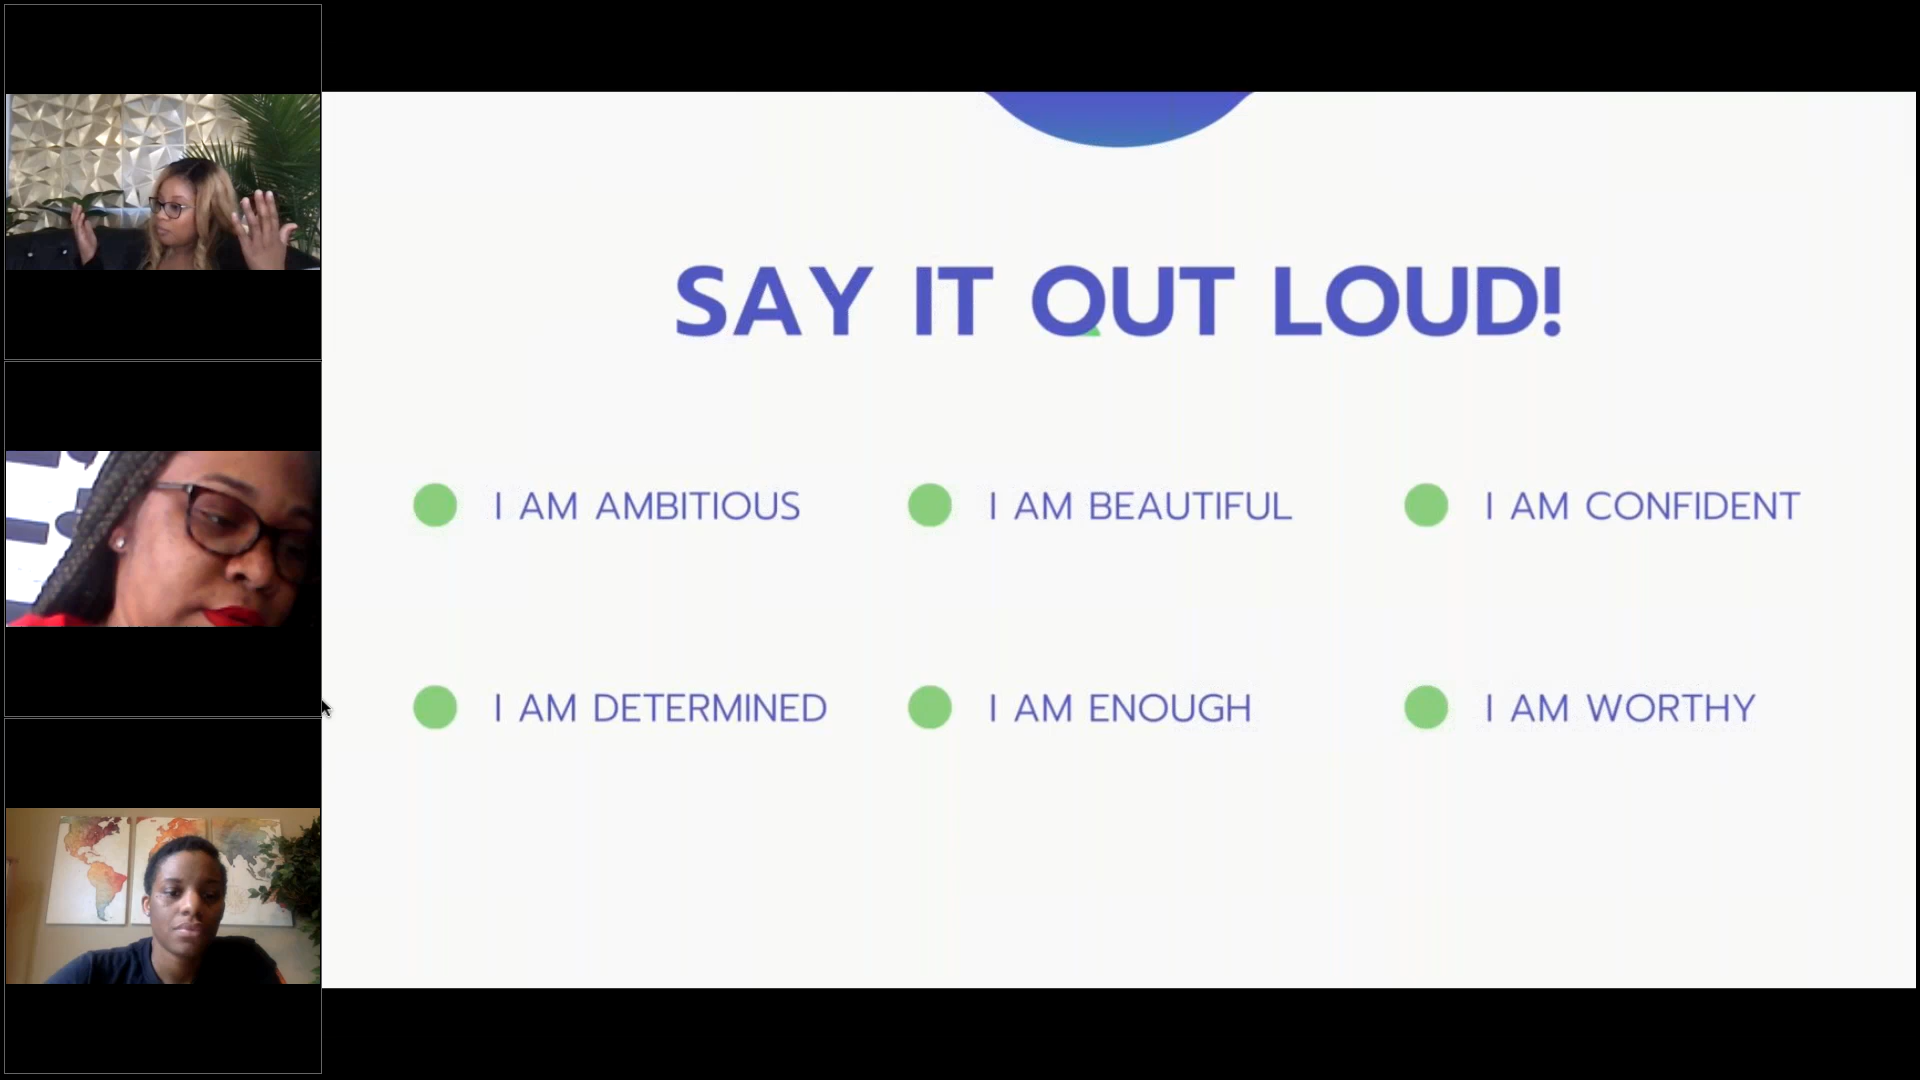 SAY IT OUT LOUD!
I AM AMBITIOUS
I AM BEAUTIFUL
I AM CONFIDENT
I AM DETERMINED
I AM ENOUGH
I AM WORTHY